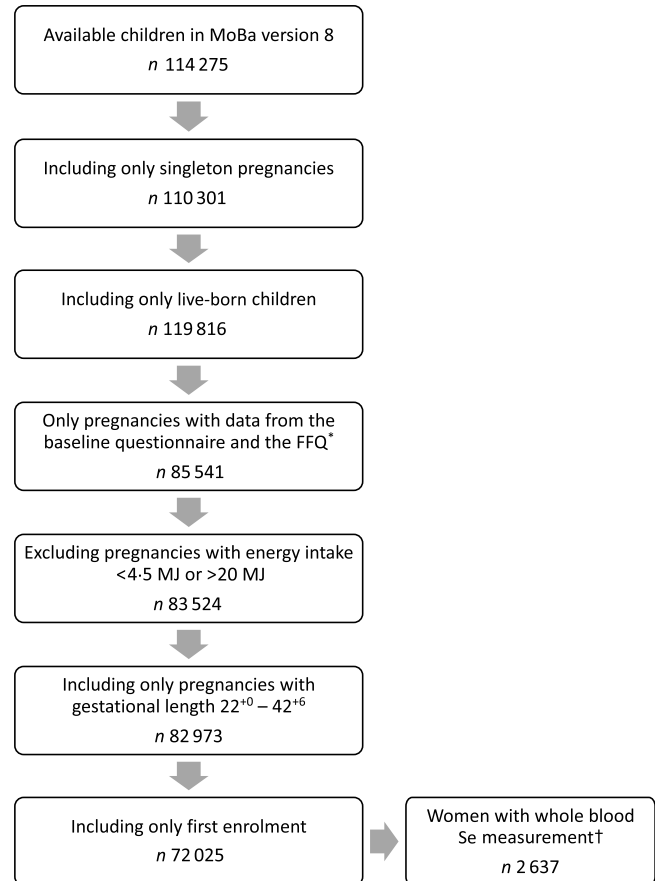 Available children in MoBa version 8
n 114 275
Including only singleton pregnancies
n 110 301
Including only live-born children
n 119 816
Only pregnancies with data from the
baseline questionnaire and the FFQ*
n 85 541
Excluding pregnancies with energy intake
<4·5 MJ or >20 MJ
n 83 524
Including only pregnancies with
gestational length 22⁺⁰ – 42⁺⁶
n 82 973
Including only first enrolment
n 72 025
Women with whole blood
Se measurement†
n 2 637